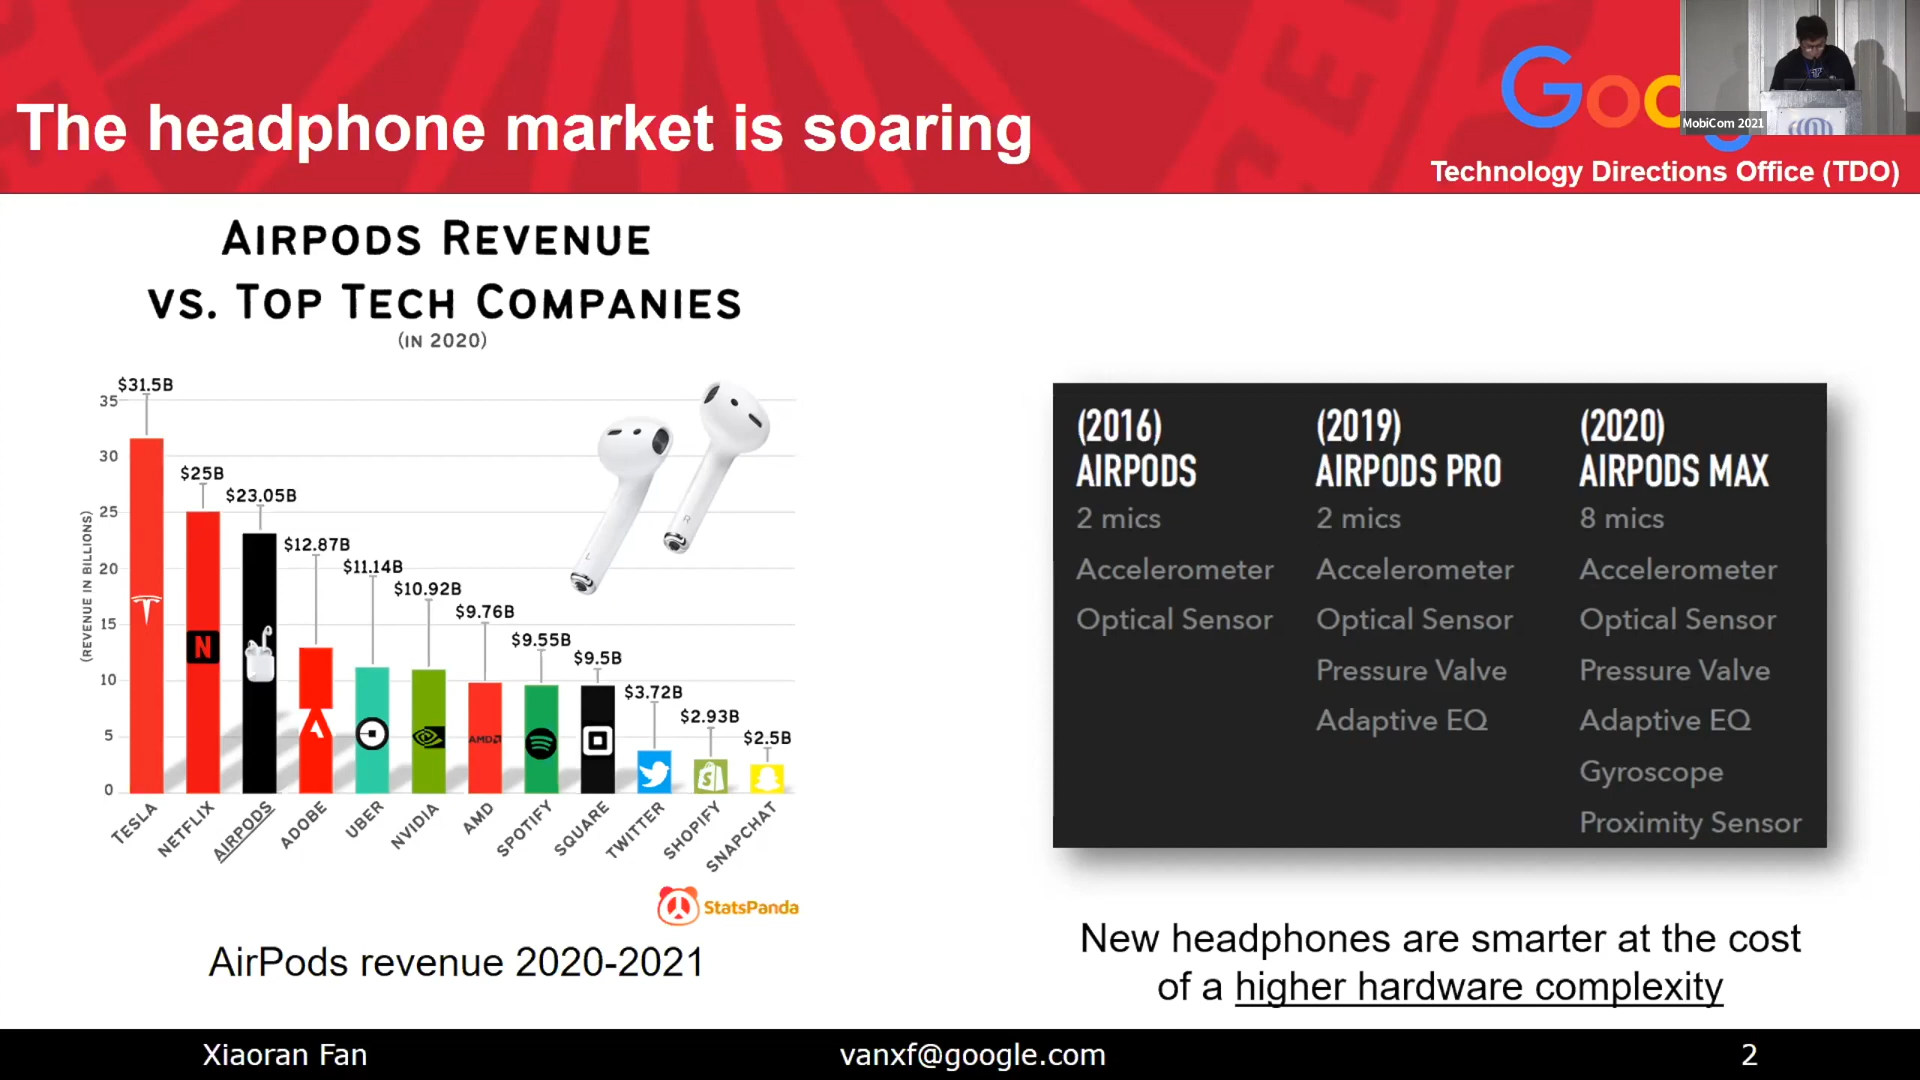 The headphone market is soaring
Goo
MobiCom 2021
Technology Directions Office (TDO)
AIRPODS REVENUE
VS. TOP TECH COMPANIES
(IN 2020)
(REVENUE IN BILLIONS)
35
30
25
20
15
10
5
0
$31.5B
$25B
$23.05B
$12.87B
$11.14B
$10.92B
$9.76B
$9.55B
$9.5B
$3.72B
$2.93B
$2.5B
N
AMD
L
R
TESLA
NETFLIX
AIRPODS
ADOBE
UBER
NVIDIA
AMD
SPOTIFY
SQUARE
TWITTER
SHOPIFY
SNAPCHAT
StatsPanda
AirPods revenue 2020-2021
(2016)
AIRPODS
2 mics
Accelerometer
Optical Sensor
(2019)
AIRPODS PRO
2 mics
Accelerometer
Optical Sensor
Pressure Valve
Adaptive EQ
(2020)
AIRPODS MAX
8 mics
Accelerometer
Optical Sensor
Pressure Valve
Adaptive EQ
Gyroscope
Proximity Sensor
New headphones are smarter at the cost
of a higher hardware complexity
Xiaoran Fan
vanxf@google.com
2